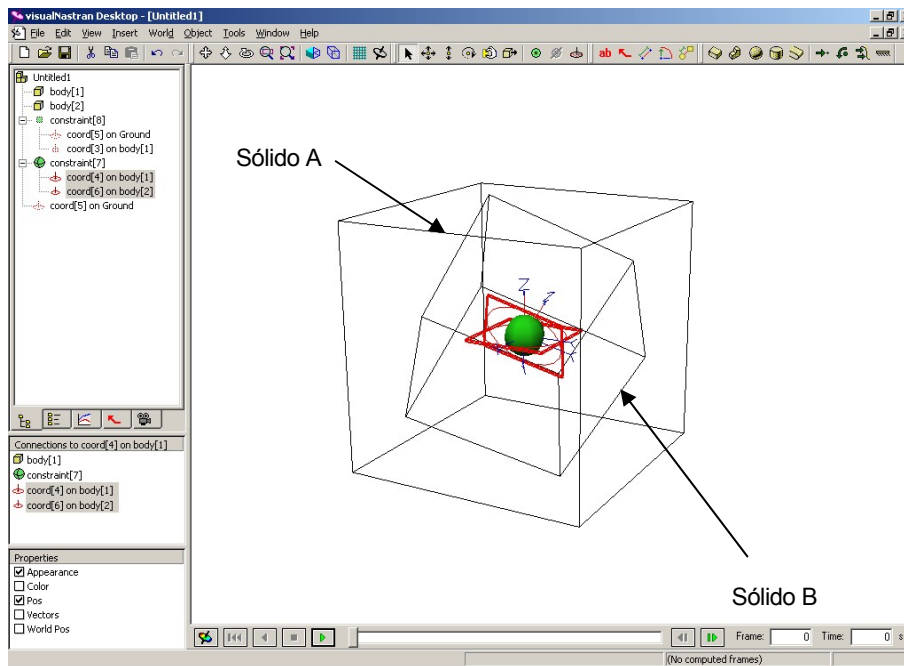 visualNastran Desktop - [Untitled1]
File Edit View Insert World Object Tools Window Help
ab
Untitled1
body[1]
body[2]
constraint[8]
coord[5] on Ground
coord[3] on body[1]
constraint[7]
coord[4] on body[1]
coord[6] on body[2]
coord[5] on Ground
Sólido A
Z
Z
Sólido B
Connections to coord[4] on body[1]
body[1]
constraint[7]
coord[4] on body[1]
coord[6] on body[2]
Properties
Appearance
Color
Pos
Vectors
World Pos
Frame: 0 Time: 0 s
(No computed frames)